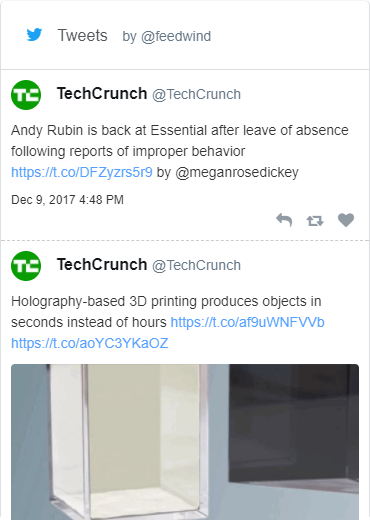 Tweets by @feedwind
TechCrunch @TechCrunch
Andy Rubin is back at Essential after leave of absence
following reports of improper behavior
https://t.co/DFZyzrs5r9 by @meganrosedickey
Dec 9, 2017 4:48 PM
TechCrunch @TechCrunch
Holography-based 3D printing produces objects in
seconds instead of hours https://t.co/af9uWNFVVb
https://t.co/aoYC3YKaOZ